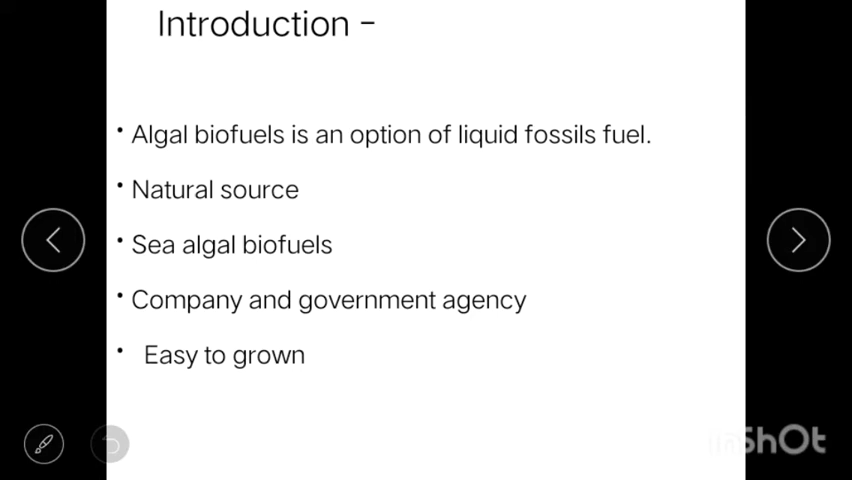 Introduction -
• Algal biofuels is an option of liquid fossils fuel.
• Natural source
• Sea algal biofuels
• Company and government agency
• Easy to grown
InShOt